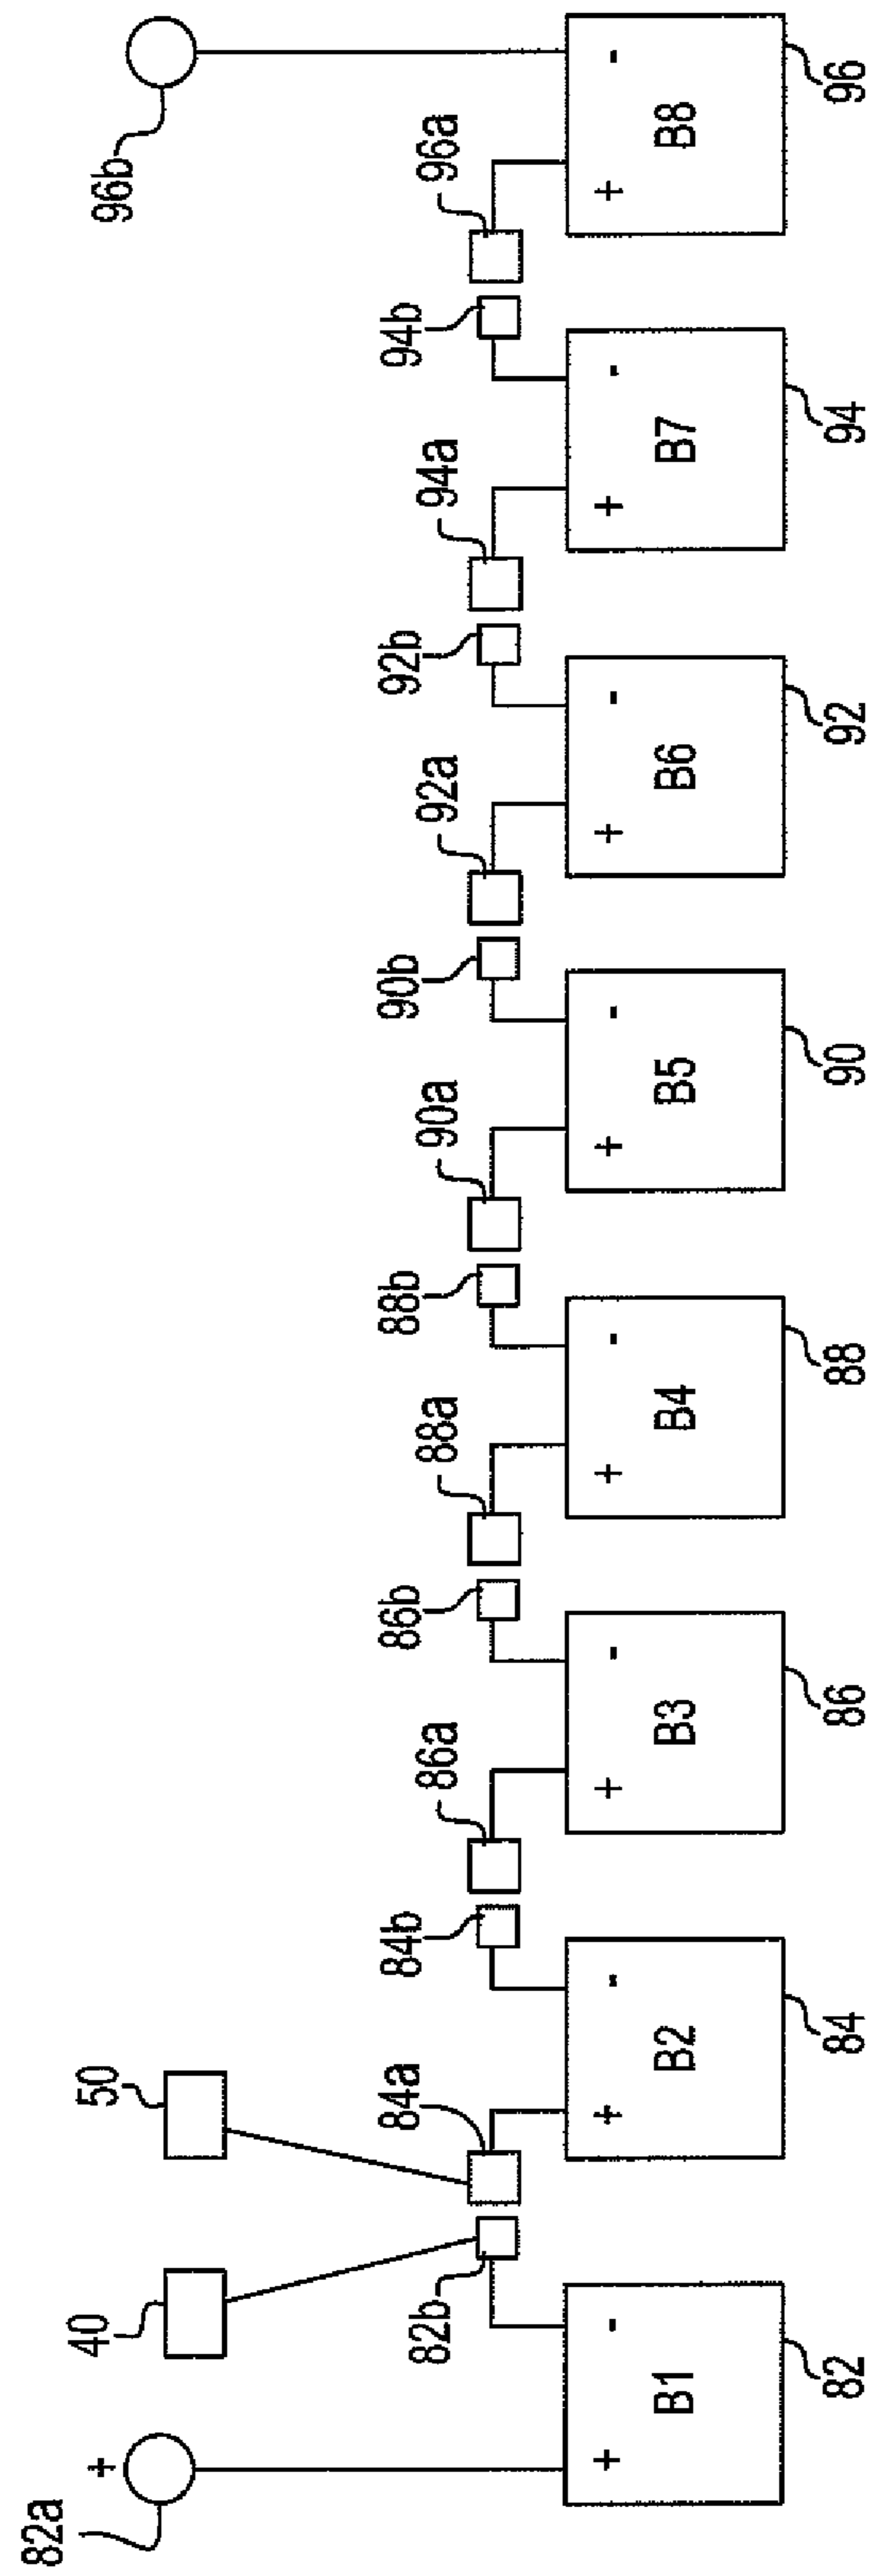 82a
+
40
50
96b
82b
84a
84b
86a
86b
88a
88b
90a
90b
92a
92b
94a
94b
96a
+ -
+ -
+ -
+ -
+ -
+ -
+ -
+ -
B1
B2
B3
B4
B5
B6
B7
B8
82
84
86
88
90
92
94
96